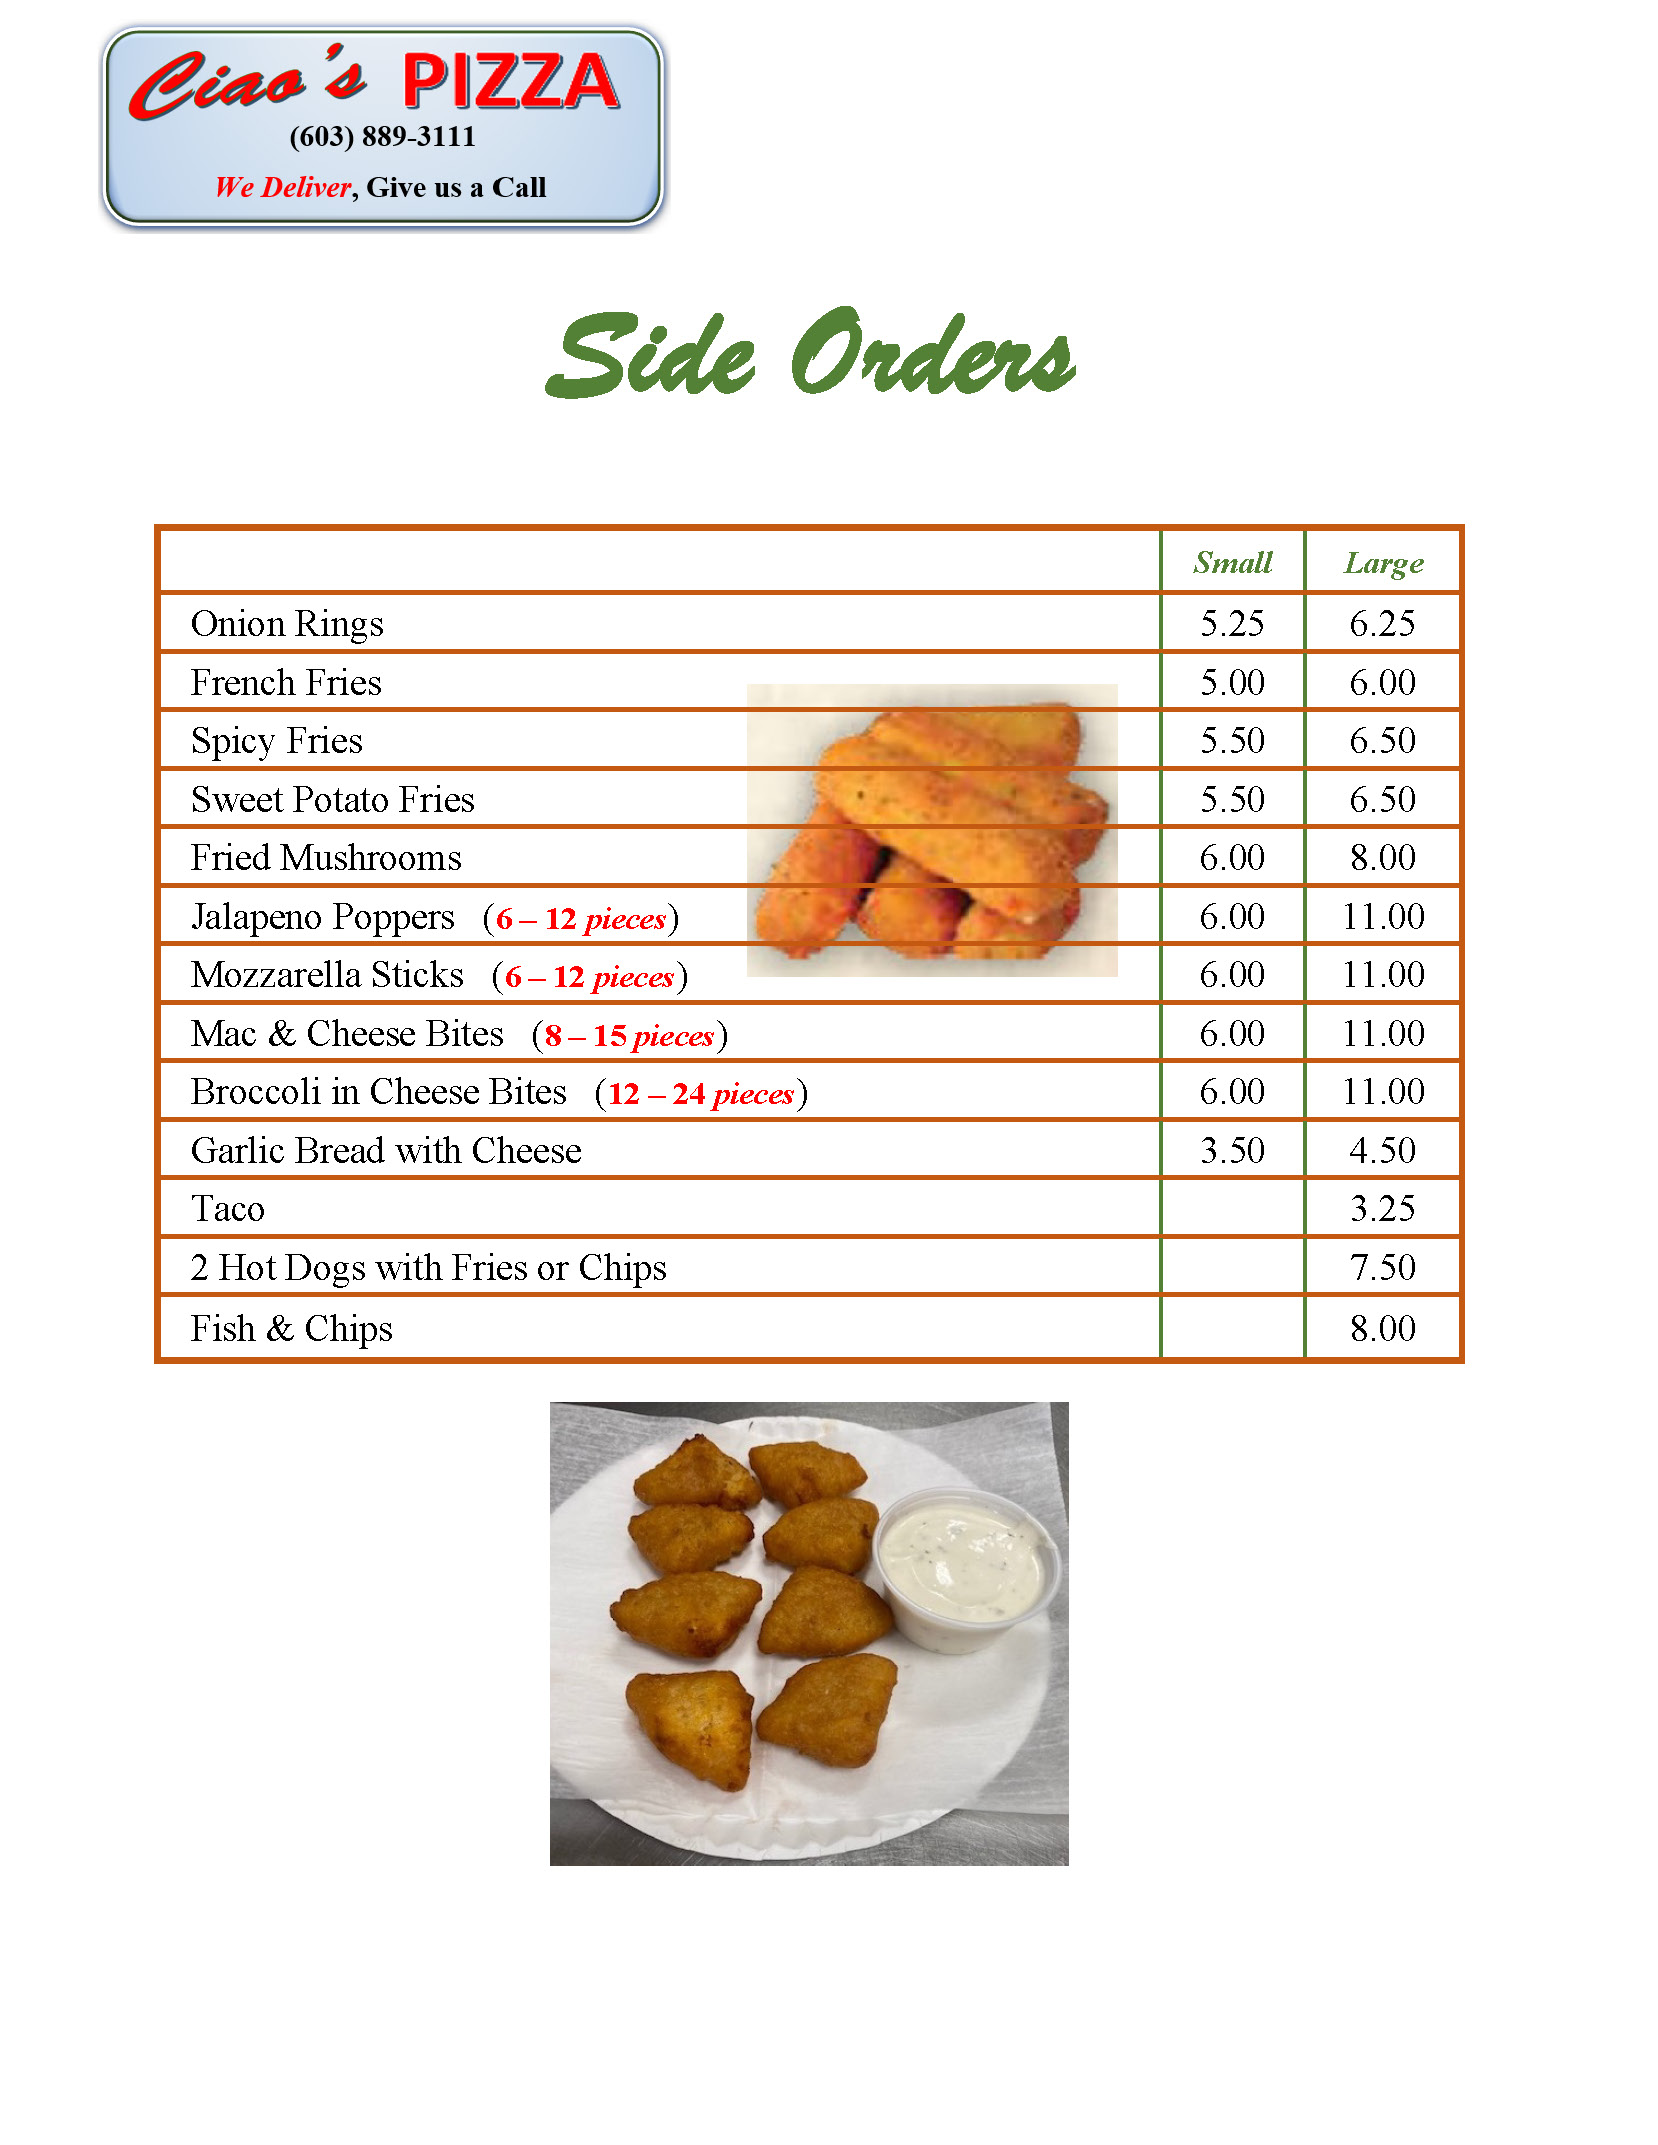 Ciao's PIZZA
(603) 889-3111
We Deliver, Give us a Call
Side Orders
Small Large
Onion Rings 5.25 6.25
French Fries 5.00 6.00
Spicy Fries 5.50 6.50
Sweet Potato Fries 5.50 6.50
Fried Mushrooms 6.00 8.00
Jalapeno Poppers (6 – 12 pieces) 6.00 11.00
Mozzarella Sticks (6 – 12 pieces) 6.00 11.00
Mac & Cheese Bites (8 – 15 pieces) 6.00 11.00
Broccoli in Cheese Bites (12 – 24 pieces) 6.00 11.00
Garlic Bread with Cheese 3.50 4.50
Taco 3.25
2 Hot Dogs with Fries or Chips 7.50
Fish & Chips 8.00